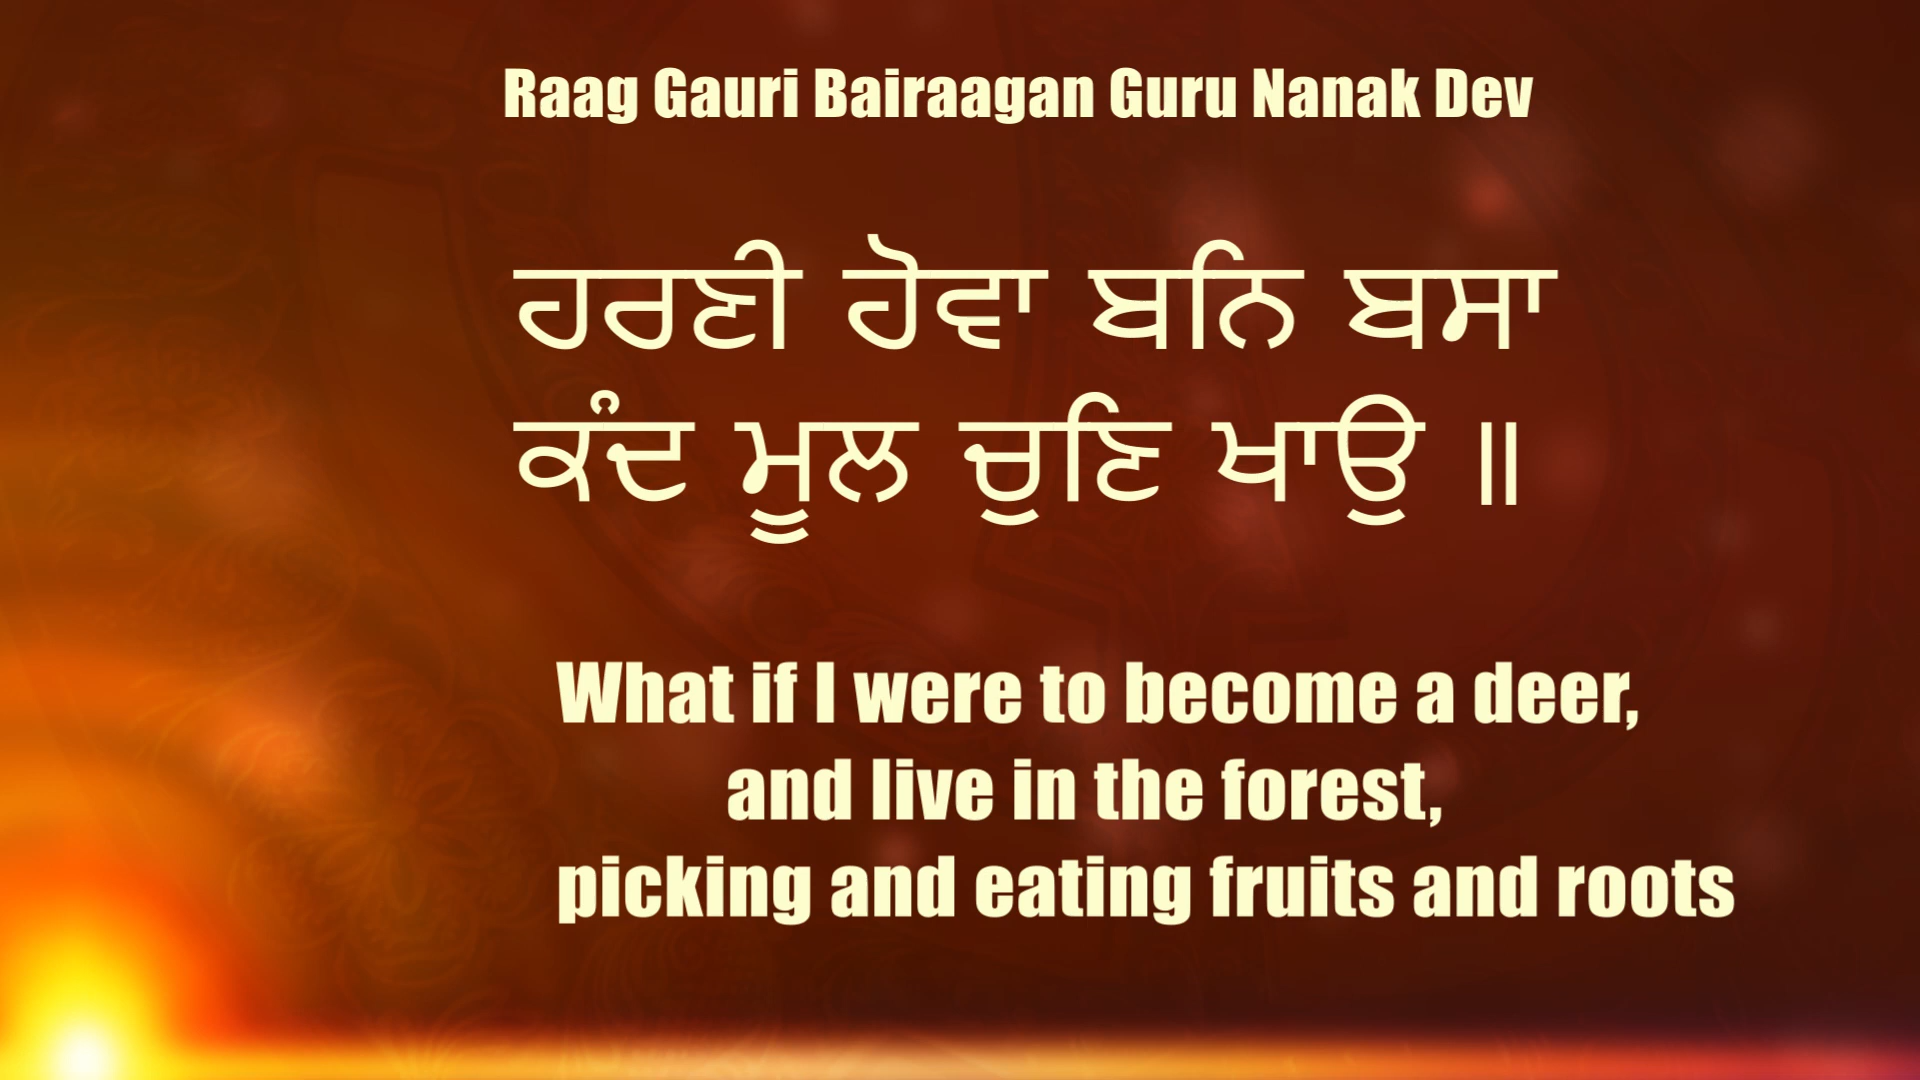 Raag Gauri Bairaagan Guru Nanak Dev
ਹਰਣੀ ਹੋਵਾ ਬਨਿ ਬਸਾ
ਕੰਦ ਮੂਲ ਚੁਣਿ ਖਾਉ ॥
What if I were to become a deer,
and live in the forest,
picking and eating fruits and roots